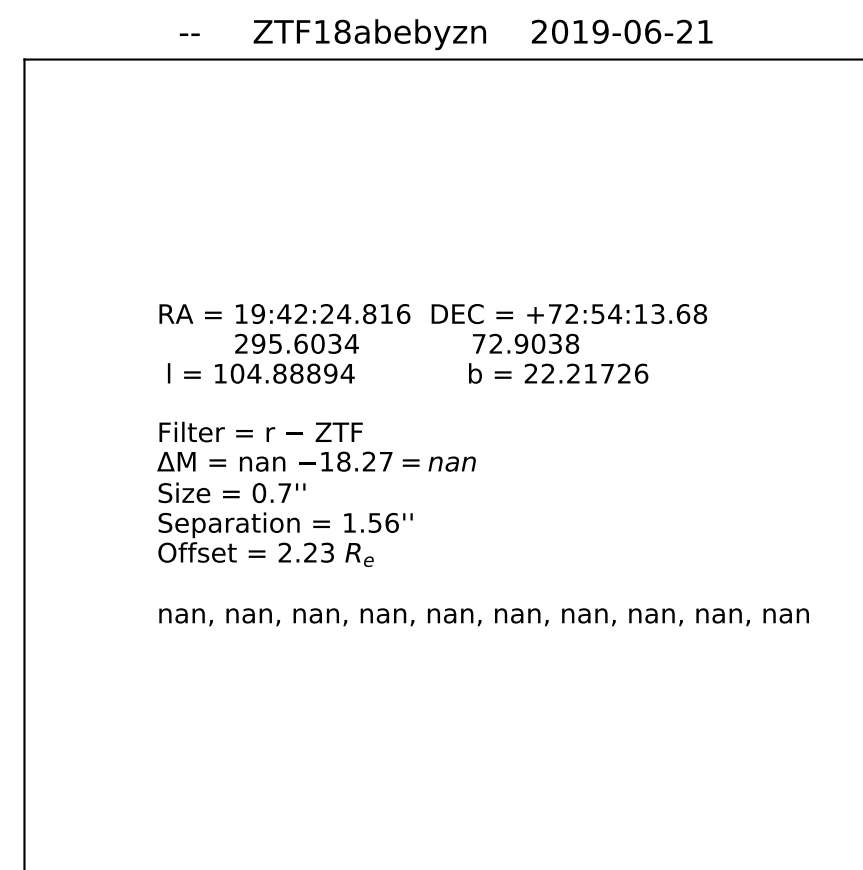 -- ZTF18abebyzn 2019-06-21
RA = 19:42:24.816 DEC = +72:54:13.68
295.6034 72.9038
l = 104.88894 b = 22.21726
Filter = r − ZTF
ΔM = nan −18.27 = nan
Size = 0.7''
Separation = 1.56''
Offset = 2.23 Rₑ
nan, nan, nan, nan, nan, nan, nan, nan, nan, nan